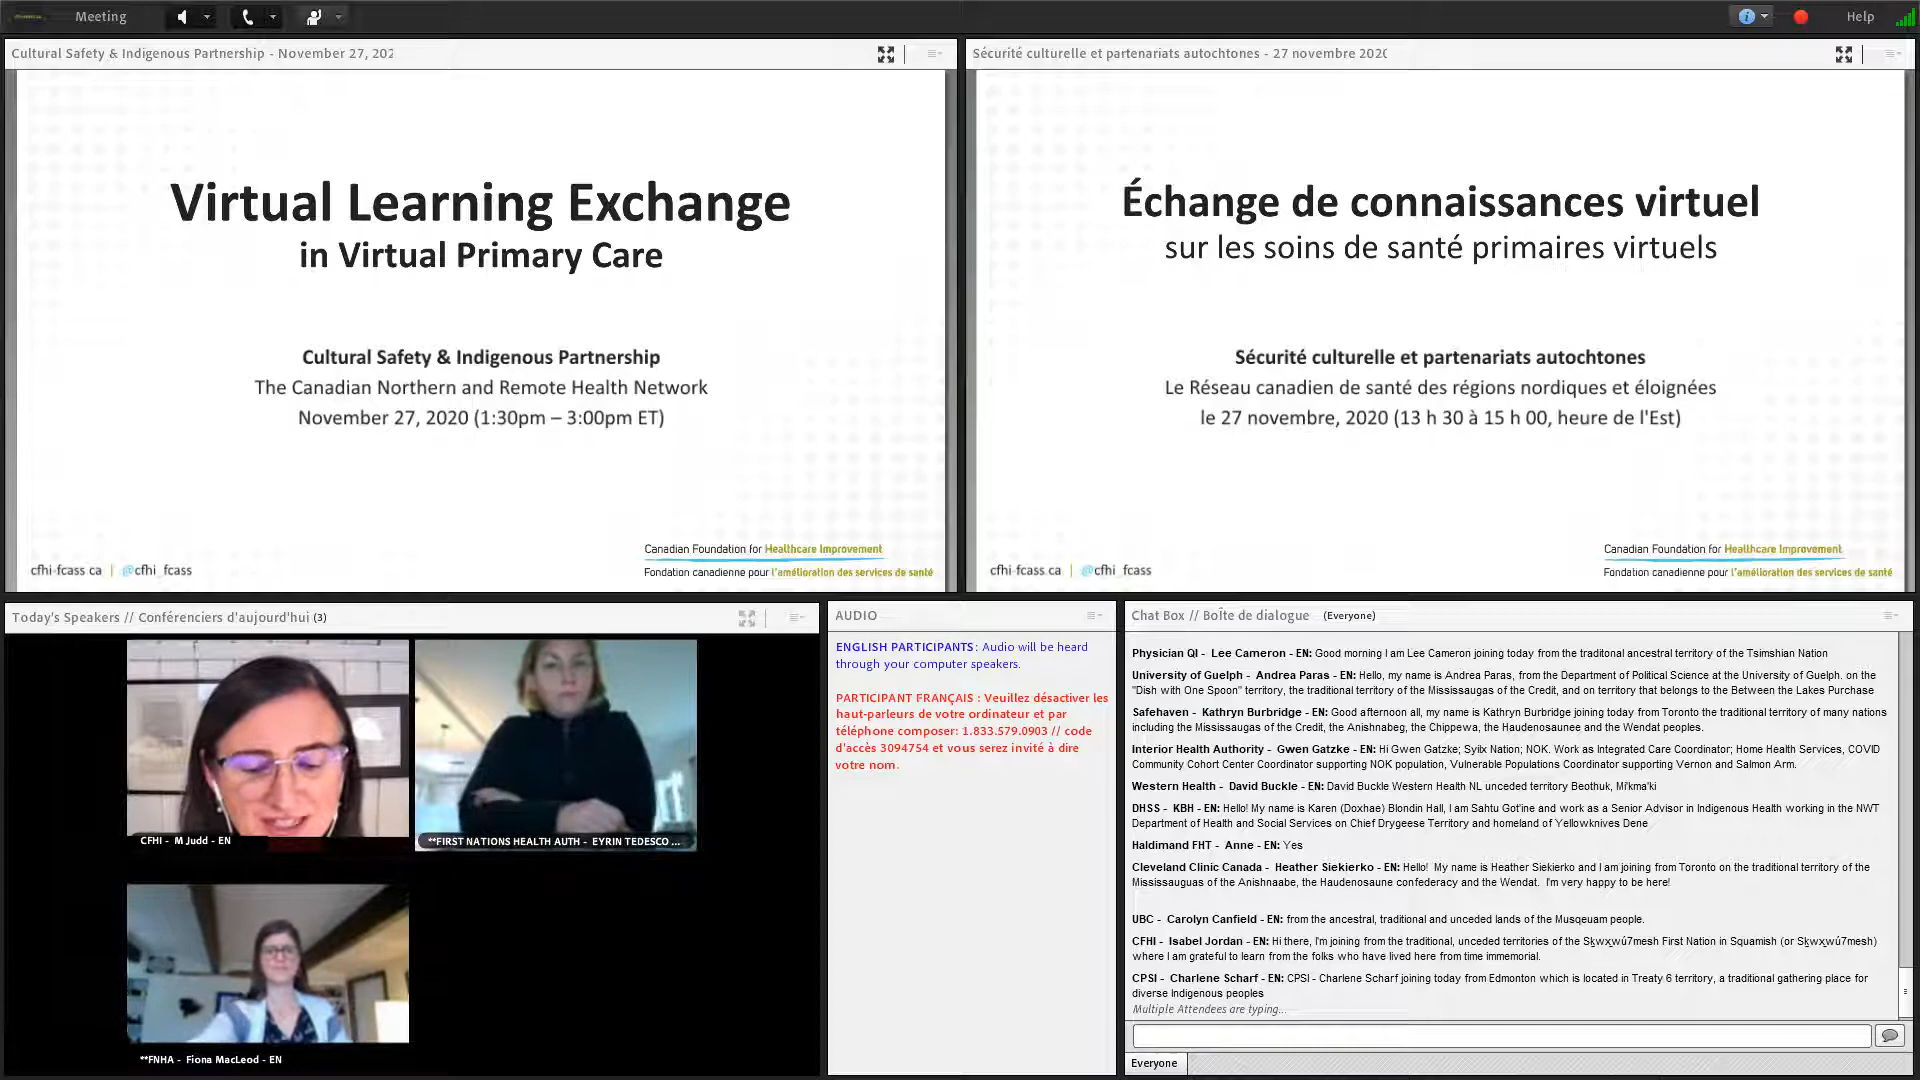 Meeting
Help
Cultural Safety & Indigenous Partnership - November 27, 202
Virtual Learning Exchange
in Virtual Primary Care
Cultural Safety & Indigenous Partnership
The Canadian Northern and Remote Health Network
November 27, 2020 (1:30pm – 3:00pm ET)
cfhi-fcass.ca | @cfhi_fcass
Canadian Foundation for Healthcare Improvement
Fondation canadienne pour l'amélioration des services de santé
Sécurité culturelle et partenariats autochtones - 27 novembre 2020
Échange de connaissances virtuel
sur les soins de santé primaires virtuels
Sécurité culturelle et partenariats autochtones
Le Réseau canadien de santé des régions nordiques et éloignées
le 27 novembre, 2020 (13 h 30 à 15 h 00, heure de l'Est)
cfhi-fcass.ca | @cfhi_fcass
Canadian Foundation for Healthcare Improvement
Fondation canadienne pour l'amélioration des services de santé
Today's Speakers // Conférenciers d'aujourd'hui (3)
CFHI - M Judd - EN
**FIRST NATIONS HEALTH AUTH - EYRIN TEDESCO ...
**FNHA - Fiona MacLeod - EN
AUDIO
ENGLISH PARTICIPANTS: Audio will be heard
through your computer speakers.
PARTICIPANT FRANÇAIS : Veuillez désactiver les
haut-parleurs de votre ordinateur et par
téléphone composer: 1.833.579.0903 // code
d'accès 3094754 et vous serez invité à dire
votre nom.
Chat Box // Boîte de dialogue (Everyone)
Physician QI - Lee Cameron - EN: Good morning I am Lee Cameron joining today from the traditonal ancestral territory of the Tsimshian Nation
University of Guelph - Andrea Paras - EN: Hello, my name is Andrea Paras, from the Department of Political Science at the University of Guelph. on the
"Dish with One Spoon" territory, the traditional territory of the Mississaugas of the Credit, and on territory that belongs to the Between the Lakes Purchase
Safehaven - Kathryn Burbridge - EN: Good afternoon all, my name is Kathryn Burbridge joining today from Toronto the traditional territory of many nations
including the Mississaugas of the Credit, the Anishnabeg, the Chippewa, the Haudenosaunee and the Wendat peoples.
Interior Health Authority - Gwen Gatzke - EN: Hi Gwen Gatzke; Syilx Nation; NOK. Work as Integrated Care Coordinator; Home Health Services, COVID
Community Cohort Center Coordinator supporting NOK population, Vulnerable Populations Coordinator supporting Vernon and Salmon Arm.
Western Health - David Buckle - EN: David Buckle Western Health NL unceded territory Beothuk, Mi'kma'ki
DHSS - KBH - EN: Hello! My name is Karen (Doxhae) Blondin Hall, I am Sahtu Got'ine and work as a Senior Advisor in Indigenous Health working in the NWT
Department of Health and Social Services on Chief Drygeese Territory and homeland of Yellowknives Dene
Haldimand FHT - Anne - EN: Yes
Cleveland Clinic Canada - Heather Siekierko - EN: Hello! My name is Heather Siekierko and I am joining from Toronto on the traditional territory of the
Mississauguas of the Anishnaabe, the Haudenosaune confederacy and the Wendat. I'm very happy to be here!
UBC - Carolyn Canfield - EN: from the ancestral, traditional and unceded lands of the Musqeuam people.
CFHI - Isabel Jordan - EN: Hi there, I'm joining from the traditional, unceded territories of the Sḵwx̱wú7mesh First Nation in Squamish (or Sḵwx̱wú7mesh)
where I am grateful to learn from the folks who have lived here from time immemorial.
CPSI - Charlene Scharf - EN: CPSI - Charlene Scharf joining today from Edmonton which is located in Treaty 6 territory, a traditional gathering place for
diverse Indigenous peoples
Multiple Attendees are typing...
Everyone